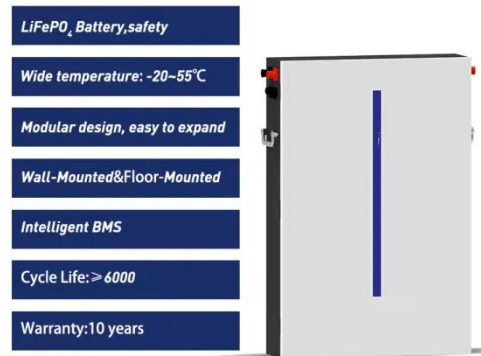 LiFePO₄ Battery,safety
Wide temperature: -20~55℃
Modular design, easy to expand
Wall-Mounted&Floor-Mounted
Intelligent BMS
Cycle Life:≥6000
Warranty:10 years